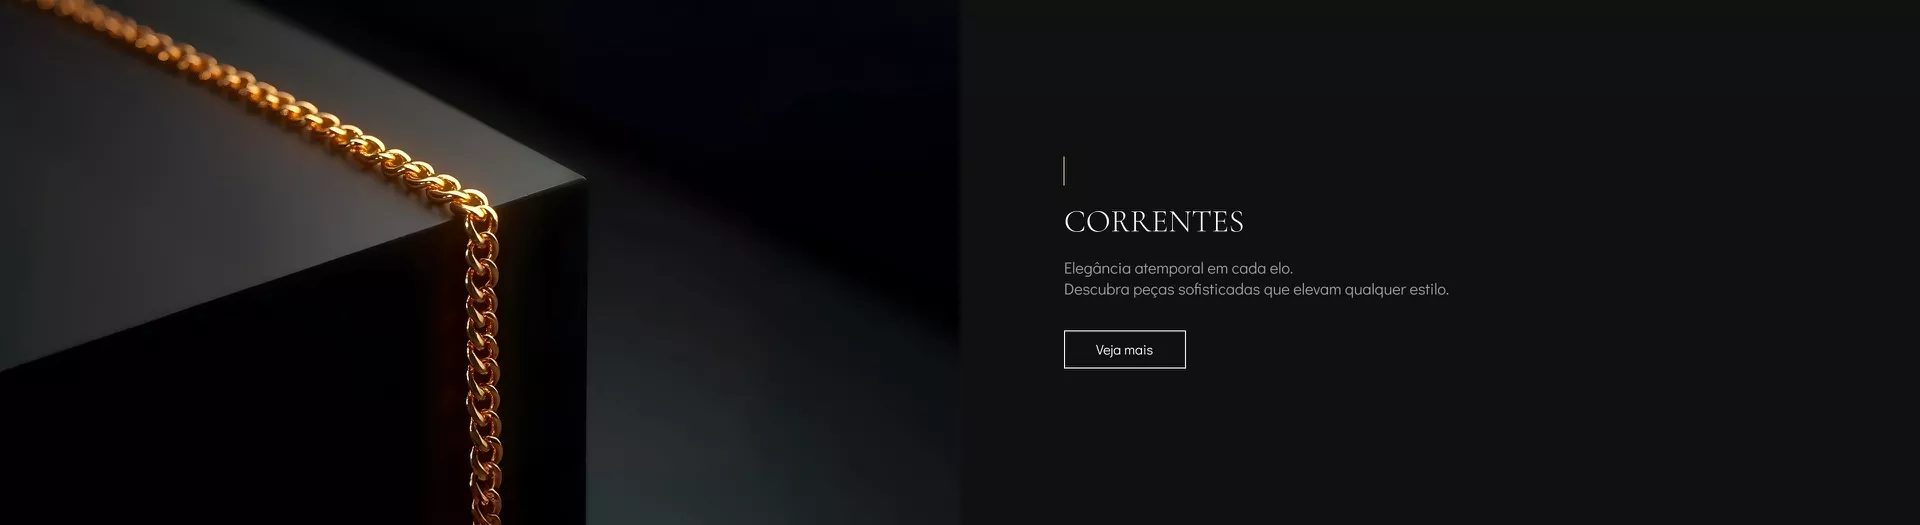 CORRENTES
Elegância atemporal em cada elo.
Descubra peças sofisticadas que elevam qualquer estilo.
Veja mais